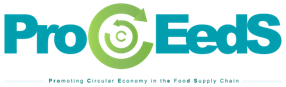 ProCEedS
Promoting Circular Economy in the Food Supply Chain